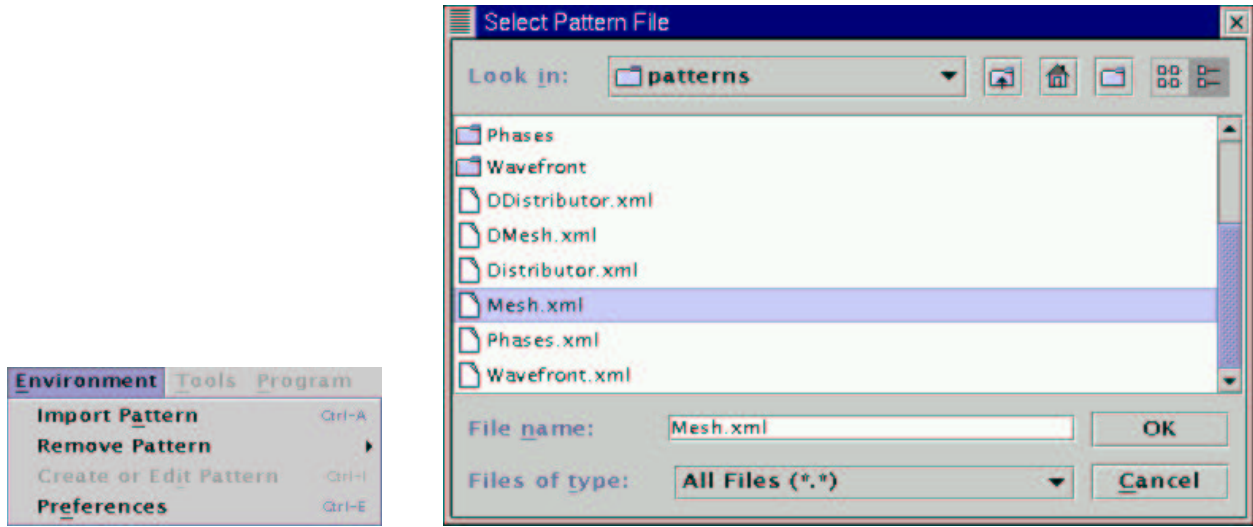 Environment Tools Program
Import Pattern Ctrl-A
Remove Pattern
Create or Edit Pattern Ctrl-I
Preferences Ctrl-E
Select Pattern File
Look in: patterns
Phases
Wavefront
DDistributor.xml
DMesh.xml
Distributor.xml
Mesh.xml
Phases.xml
Wavefront.xml
File name: Mesh.xml OK
Files of type: All Files (*.*) Cancel